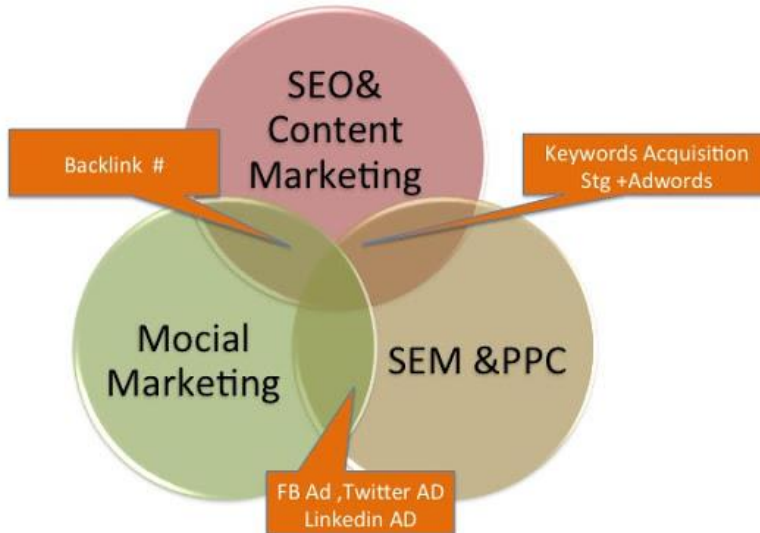 SEO&
Content
Marketing
Backlink #
Keywords Acquisition
Stg +Adwords
Mocial
Marketing
SEM &PPC
FB Ad ,Twitter AD
Linkedin AD